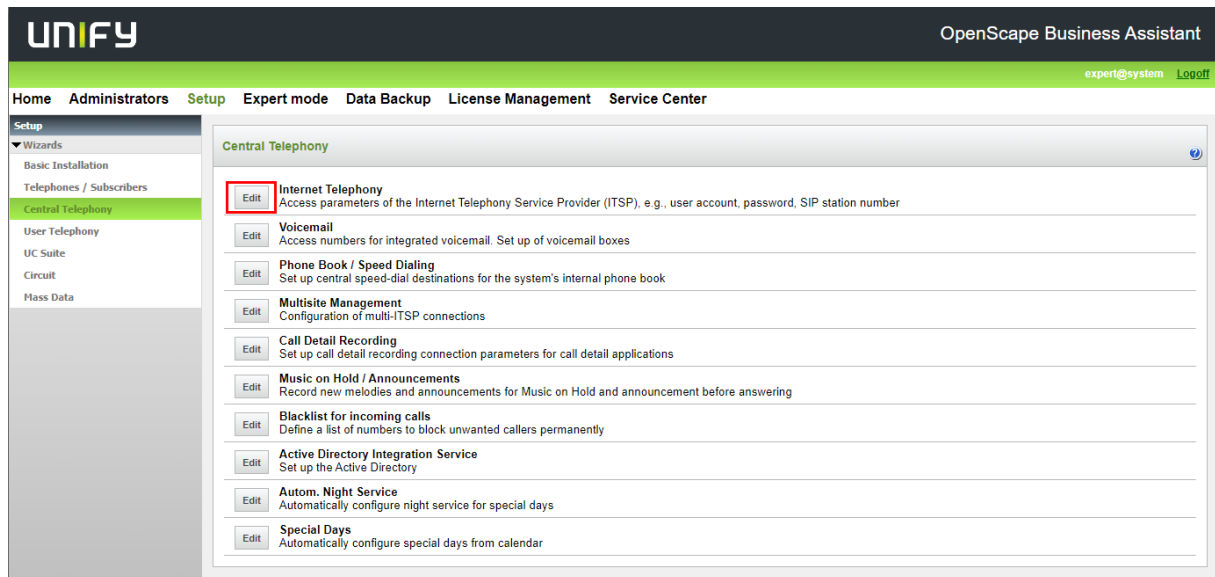 UNIFY
OpenScape Business Assistant
expert@system Logoff
Home Administrators Setup Expert mode Data Backup License Management Service Center
Setup
Wizards
Basic Installation
Telephones / Subscribers
Central Telephony
User Telephony
UC Suite
Circuit
Mass Data
Central Telephony
?
Edit
Internet Telephony
Access parameters of the Internet Telephony Service Provider (ITSP), e.g., user account, password, SIP station number
Edit
Voicemail
Access numbers for integrated voicemail. Set up of voicemail boxes
Edit
Phone Book / Speed Dialing
Set up central speed-dial destinations for the system's internal phone book
Edit
Multisite Management
Configuration of multi-ITSP connections
Edit
Call Detail Recording
Set up call detail recording connection parameters for call detail applications
Edit
Music on Hold / Announcements
Record new melodies and announcements for Music on Hold and announcement before answering
Edit
Blacklist for incoming calls
Define a list of numbers to block unwanted callers permanently
Edit
Active Directory Integration Service
Set up the Active Directory
Edit
Autom. Night Service
Automatically configure night service for special days
Edit
Special Days
Automatically configure special days from calendar